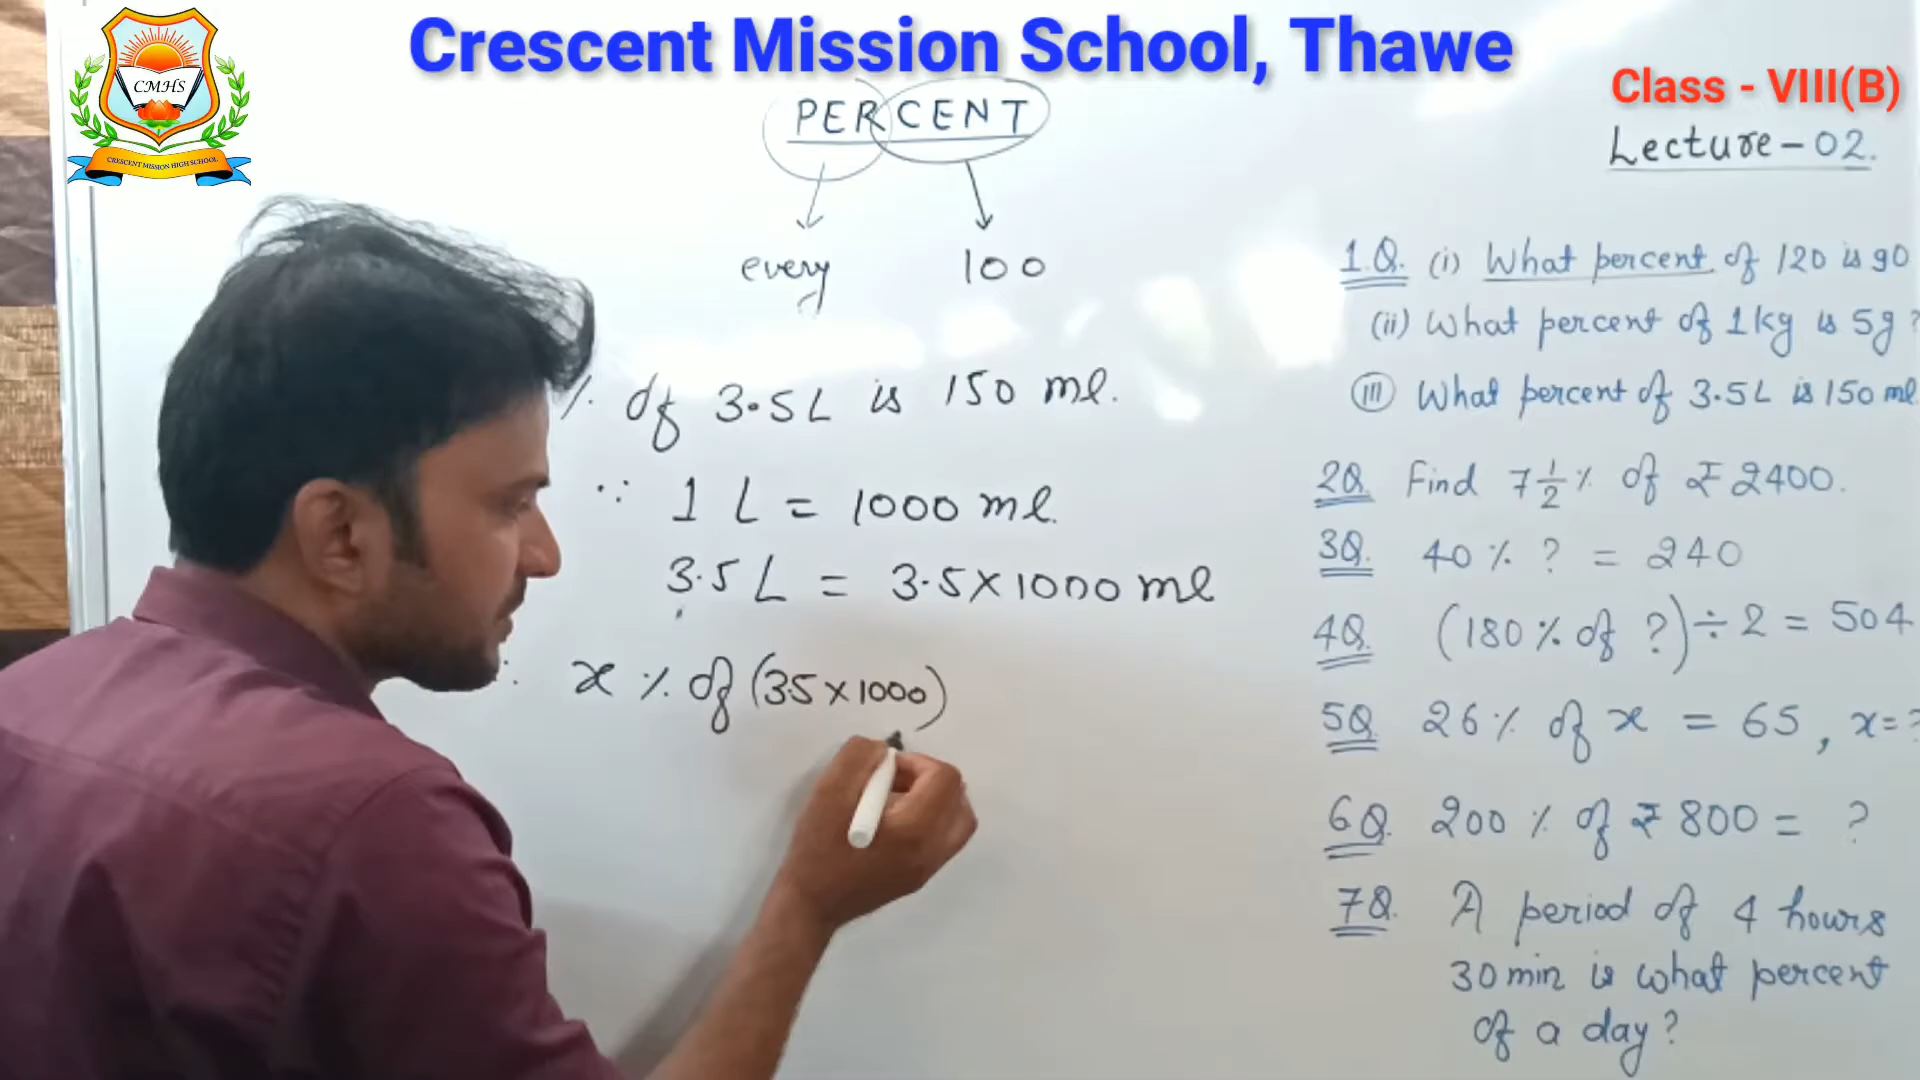 Crescent Mission School, Thawe
CMHS
CRESCENT MISSION HIGH SCHOOL
Class - VIII(B)
Lecture-02.
PERCENT
every 100
% of 3.5L is 150 ml.
∵ 1 L = 1000 ml.
3.5 L = 3.5×1000 ml
x % of (3.5×1000)
1.Q. (i) What percent of 120 is 90
(ii) What percent of 1kg is 5g?
(iii) What percent of 3.5L is 150 ml
2Q. Find 7 1/2 % of ₹ 2400.
3Q. 40% ? = 240
4Q. (180% of ?) ÷ 2 = 504
5Q. 26% of x = 65, x=?
6Q. 200 % of ₹ 800 = ?
7Q. A period of 4 hours
30 min is what percent
of a day?